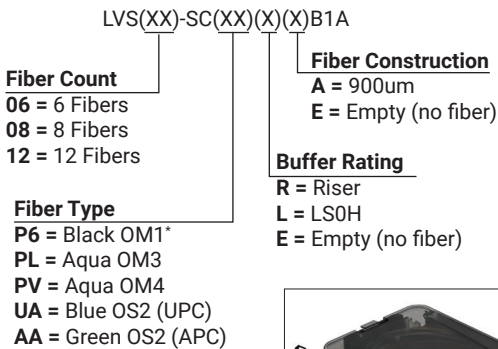 LVS(XX)-SC(XX)(X)(X)B1A
Fiber Construction
A = 900um
E = Empty (no fiber)
Fiber Count
06 = 6 Fibers
08 = 8 Fibers
12 = 12 Fibers
Buffer Rating
R = Riser
L = LS0H
E = Empty (no fiber)
Fiber Type
P6 = Black OM1*
PL = Aqua OM3
PV = Aqua OM4
UA = Blue OS2 (UPC)
AA = Green OS2 (APC)